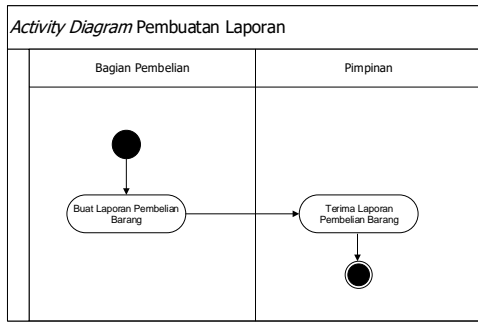 Activity Diagram Pembuatan Laporan
Bagian Pembelian
Pimpinan
Buat Laporan Pembelian
Barang
Terima Laporan
Pembelian Barang